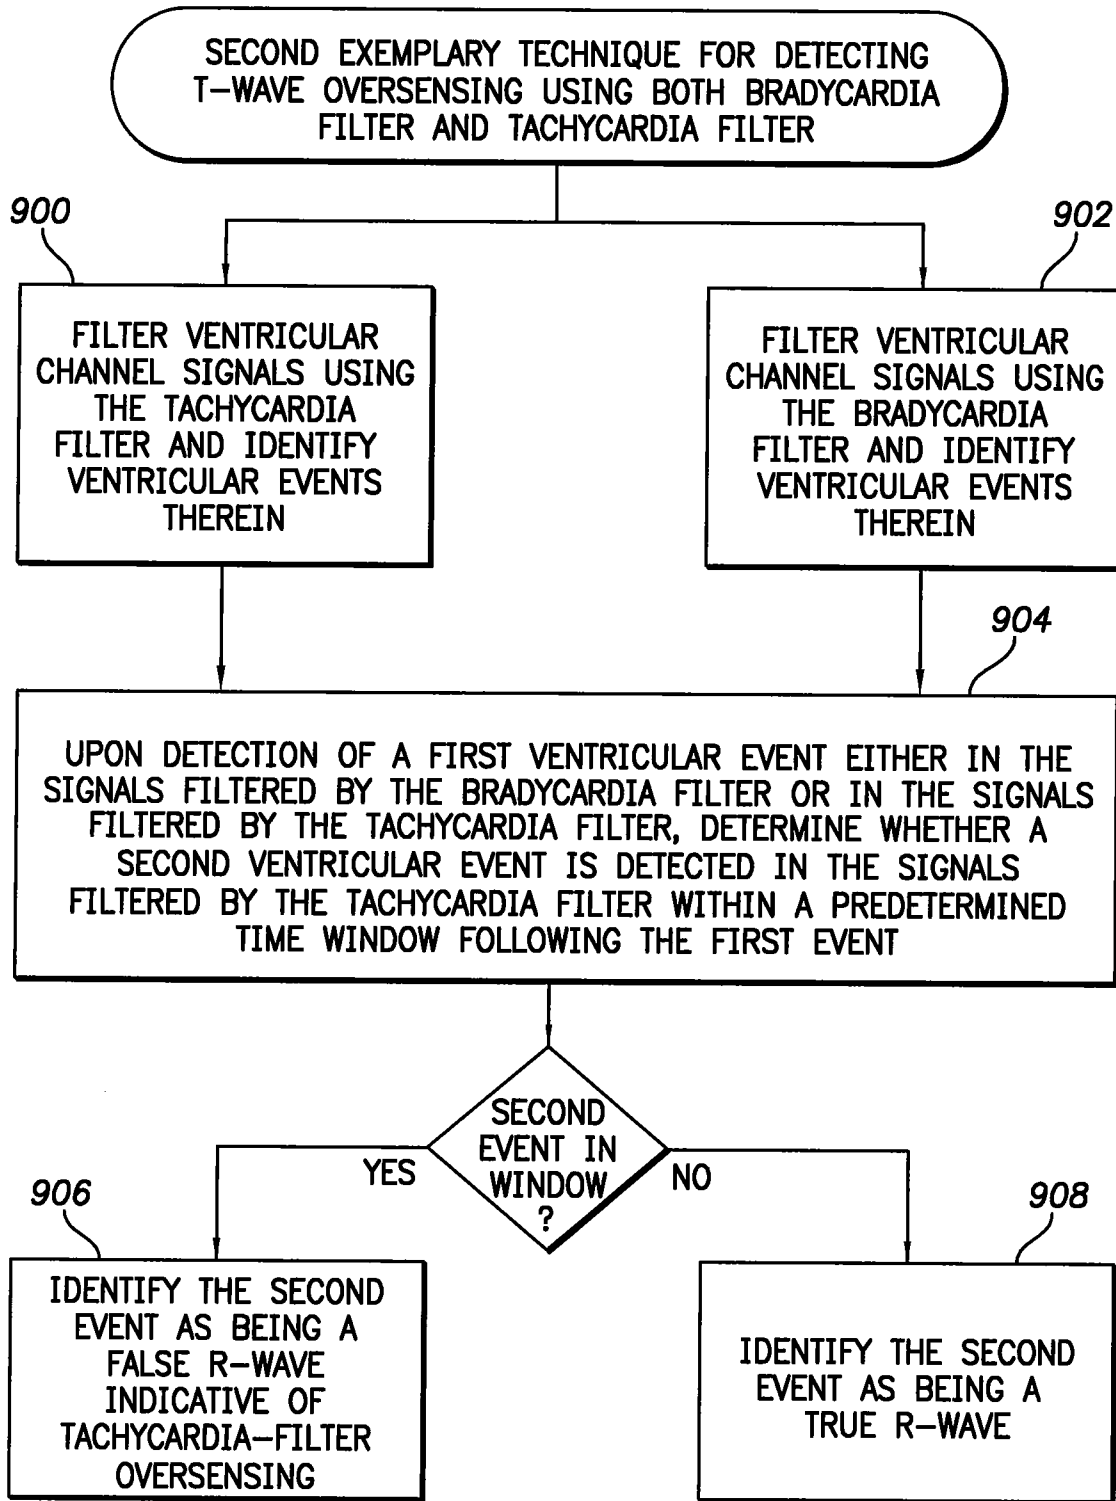 SECOND EXEMPLARY TECHNIQUE FOR DETECTING
T-WAVE OVERSENSING USING BOTH BRADYCARDIA
FILTER AND TACHYCARDIA FILTER
900
902
FILTER VENTRICULAR
CHANNEL SIGNALS USING
THE TACHYCARDIA
FILTER AND IDENTIFY
VENTRICULAR EVENTS
THEREIN
FILTER VENTRICULAR
CHANNEL SIGNALS USING
THE BRADYCARDIA
FILTER AND IDENTIFY
VENTRICULAR EVENTS
THEREIN
904
UPON DETECTION OF A FIRST VENTRICULAR EVENT EITHER IN THE
SIGNALS FILTERED BY THE BRADYCARDIA FILTER OR IN THE SIGNALS
FILTERED BY THE TACHYCARDIA FILTER, DETERMINE WHETHER A
SECOND VENTRICULAR EVENT IS DETECTED IN THE SIGNALS
FILTERED BY THE TACHYCARDIA FILTER WITHIN A PREDETERMINED
TIME WINDOW FOLLOWING THE FIRST EVENT
SECOND
EVENT IN
WINDOW
?
YES
NO
906
908
IDENTIFY THE SECOND
EVENT AS BEING A
FALSE R-WAVE
INDICATIVE OF
TACHYCARDIA-FILTER
OVERSENSING
IDENTIFY THE SECOND
EVENT AS BEING A
TRUE R-WAVE